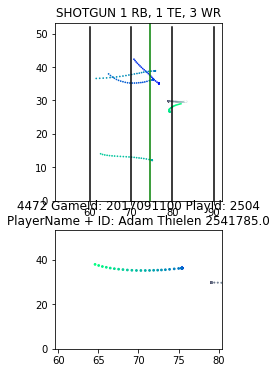 SHOTGUN 1 RB, 1 TE, 3 WR
50
40
30
20
10
0
60 70 80 90
4472 GameId: 2017091100 PlayId: 2504
PlayerName + ID: Adam Thielen 2541785.0
40
20
0
60 65 70 75 80